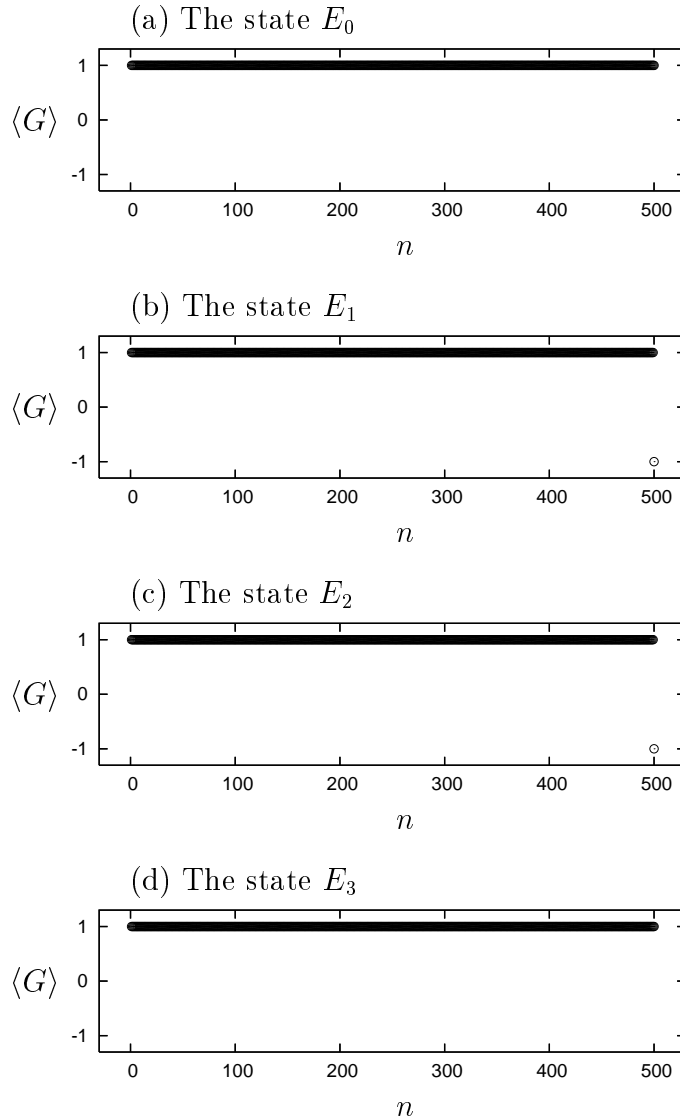 (a) The state E₀
1
⟨G⟩ 0
-1
0 100 200 300 400 500
n
(b) The state E₁
1
⟨G⟩ 0
-1
0 100 200 300 400 500
n
(c) The state E₂
1
⟨G⟩ 0
-1
0 100 200 300 400 500
n
(d) The state E₃
1
⟨G⟩ 0
-1
0 100 200 300 400 500
n